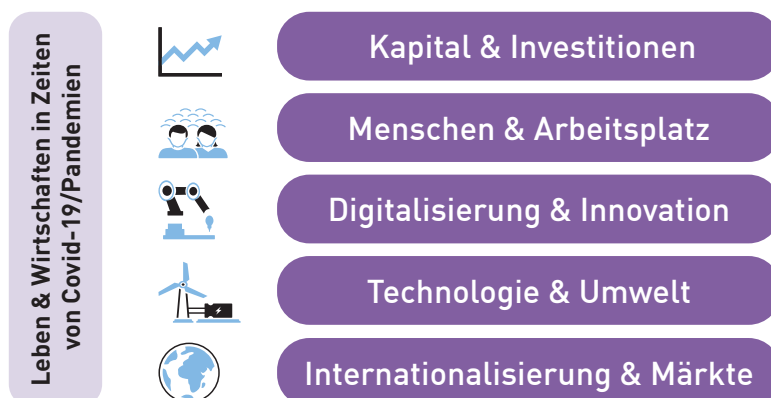 Leben & Wirtschaften in Zeiten
von Covid-19/Pandemien
Kapital & Investitionen
Menschen & Arbeitsplatz
Digitalisierung & Innovation
Technologie & Umwelt
Internationalisierung & Märkte